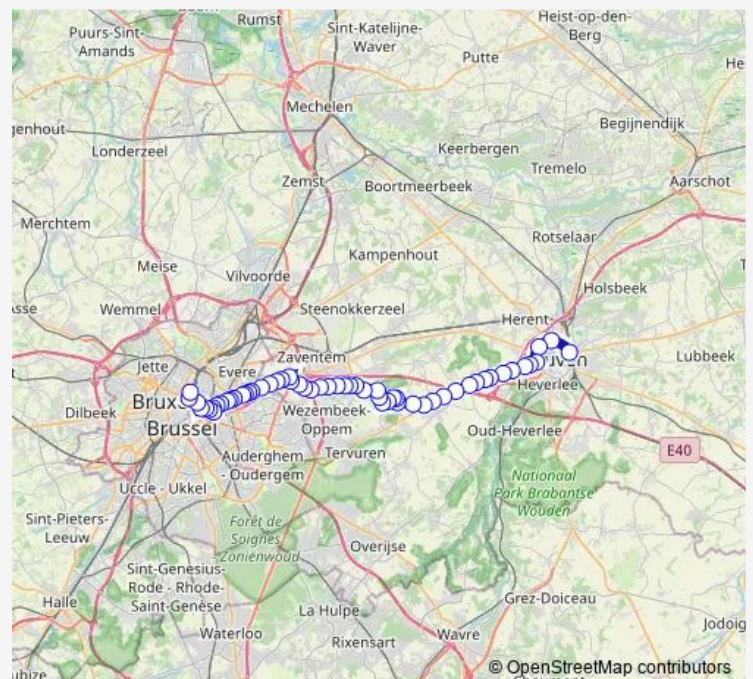 Rumst
Puurs-Sint-
Amands
Sint-Katelijne-
Waver
Heist-op-den-
Berg
Putte
He
Mechelen
genhout
Londerzeel
Begijnendijk
Keerbergen
Tremelo
Zemst
Boortmeerbeek
Aarschot
Merchtem
Rotselaar
Kampenhout
Meise
Vilvoorde
Holsbeek
sse
Wemmel
Steenokkerzeel
Herent
Zaventem
Jette
Evere
uven
Lubbeek
Heverlee
Dilbeek
Brux
Brussel
Wezembeek-
Oppem
Oud-Heverlee
Auderghem
- Oudergem
Tervuren
E40
Uccle - Ukkel
Nationaal
Park Brabantse
Wouden
Sint-Pieters-
Leeuw
Forêt de
Soignes
- Zoniënwoud
Overijse
Sint-Genesius-
Rode - Rhode-
Saint-Genèse
Halle
Grez-Doiceau
La Hulpe
Jodoig
Waterloo
Rixensart
Wavre
ubize
© OpenStreetMap contributors